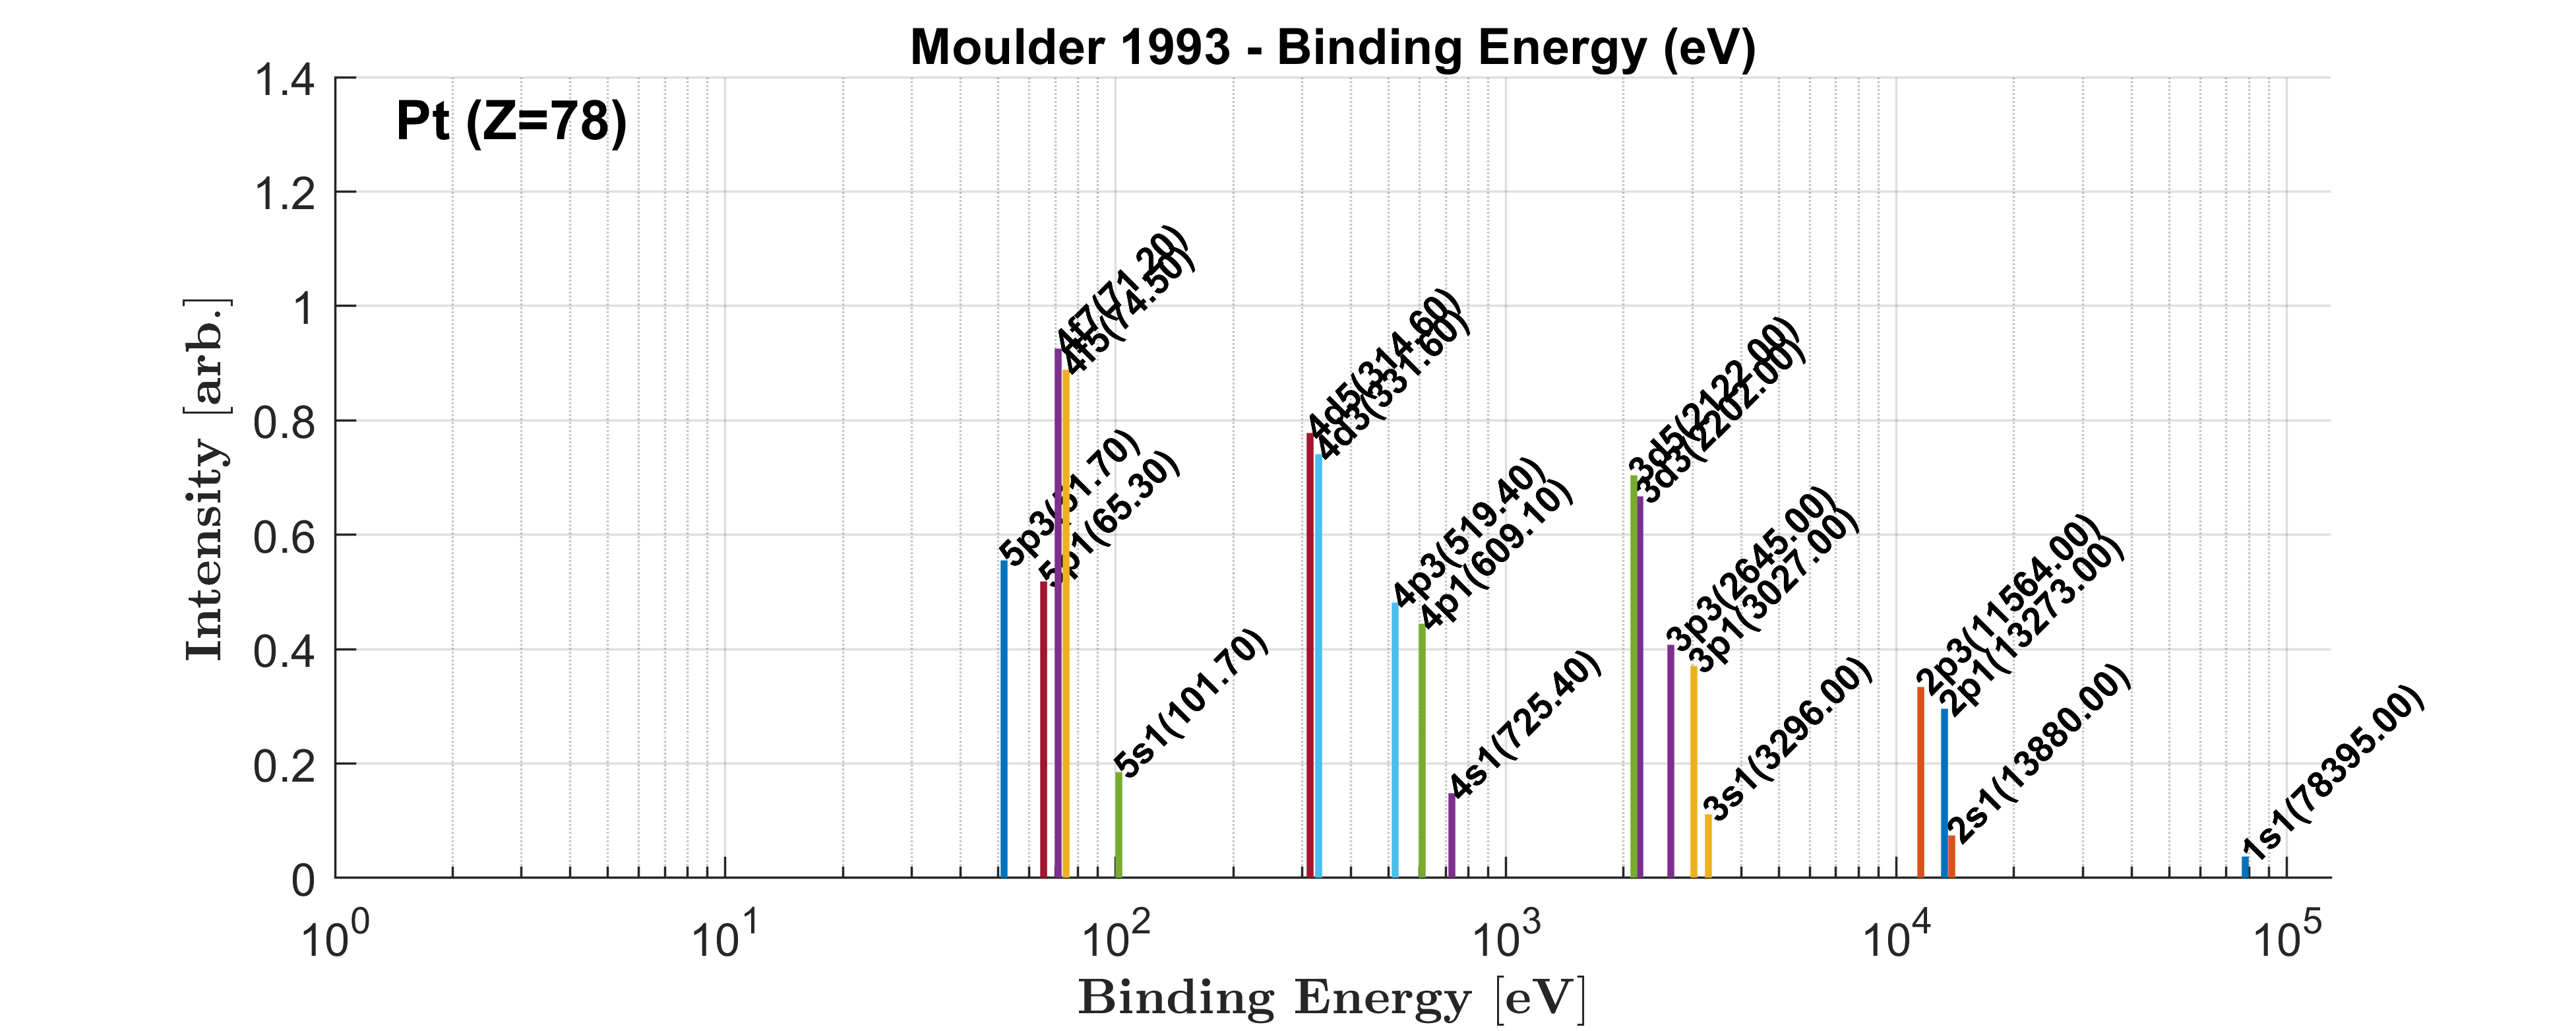 Moulder 1993 - Binding Energy (eV)
Pt (Z=78)
Intensity [arb.]
1.4
1.2
1
0.8
0.6
0.4
0.2
0
4f7(71.20)
4f5(74.50)
5p3(51.70)
5p1(65.30)
5s1(101.70)
4d5(314.60)
4d3(331.60)
4p3(519.40)
4p1(609.10)
4s1(725.40)
3d5(2122.00)
3d3(2202.00)
3p3(2645.00)
3p1(3027.00)
3s1(3296.00)
2p3(11564.00)
2p1(13273.00)
2s1(13880.00)
1s1(78395.00)
10^0
10^1
10^2
10^3
10^4
10^5
Binding Energy [eV]